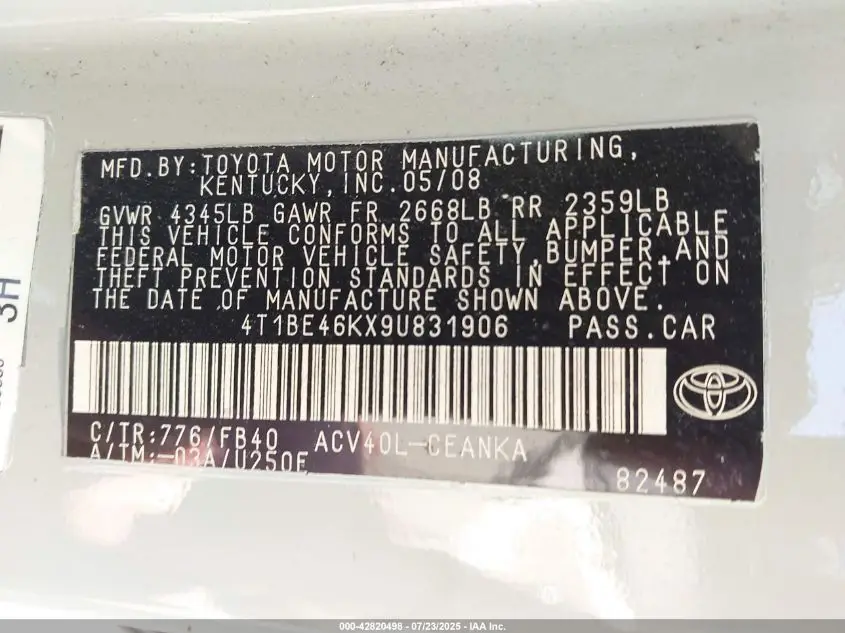 MFD.BY:TOYOTA MOTOR MANUFACTURING,
KENTUCKY,INC.05/08
GVWR 4345LB GAWR FR 2668LB RR 2359LB
THIS VEHICLE CONFORMS TO ALL APPLICABLE
FEDERAL MOTOR VEHICLE SAFETY,BUMPER,AND
THEFT PREVENTION STANDARDS IN EFFECT ON
THE DATE OF MANUFACTURE SHOWN ABOVE.
4T1BE46KX9U831906 PASS.CAR
C/TR:776/FB40 ACV40L-CEANKA
A/TM:-03A/U250E
82487
3H
000-42820498 - 07/23/2025 - IAA Inc.